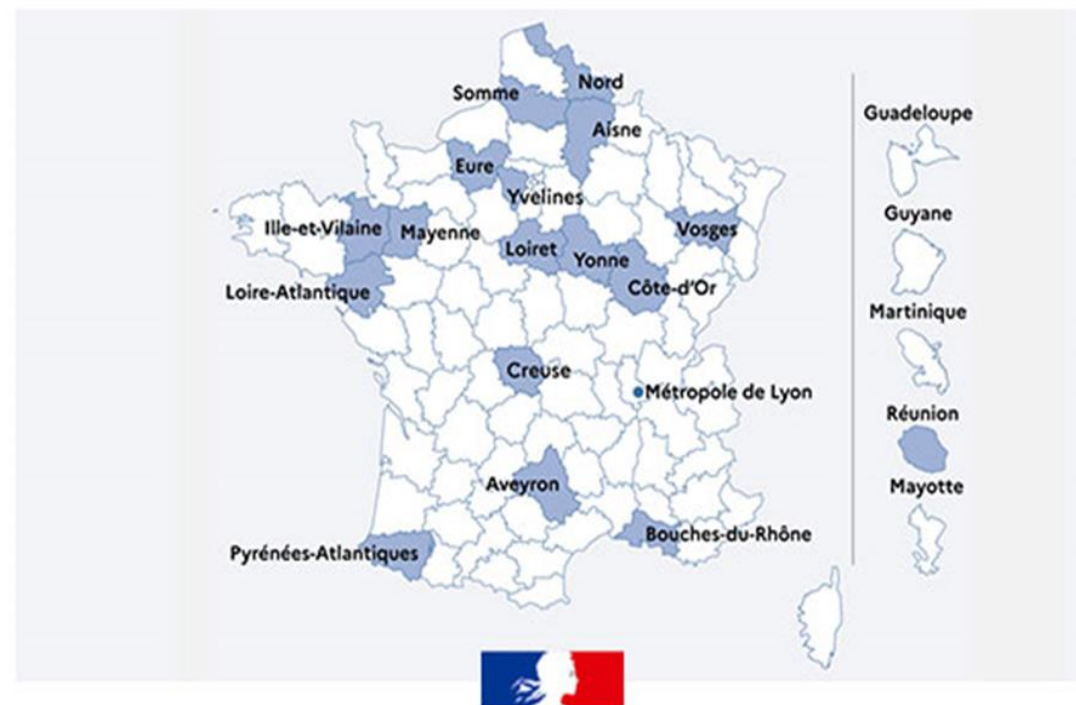 Nord
Somme
Guadeloupe
Aisne
Eure
Yvelines
Guyane
Ille-et-Vilaine
Mayenne
Vosges
Loiret
Yonne
Côte-d'Or
Loire-Atlantique
Martinique
Creuse
Métropole de Lyon
Réunion
Aveyron
Mayotte
Bouches-du-Rhône
Pyrénées-Atlantiques